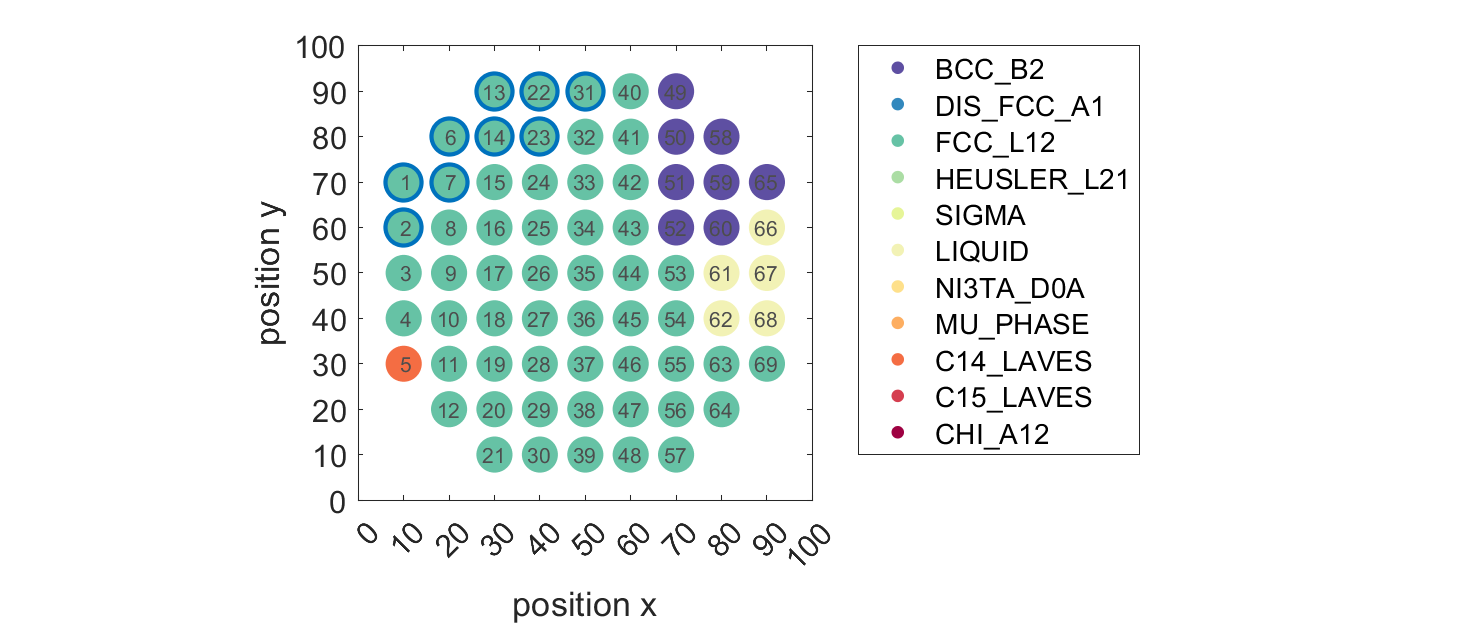 100
90
80
70
60
50
40
30
20
10
0
position y
13 22 31 40 49
6 14 23 32 41 50 58
1 7 15 24 33 42 51 59 65
2 8 16 25 34 43 52 60 66
3 9 17 26 35 44 53 61 67
4 10 18 27 36 45 54 62 68
5 11 19 28 37 46 55 63 69
12 20 29 38 47 56 64
21 30 39 48 57
0 10 20 30 40 50 60 70 80 90 100
position x
BCC_B2
DIS_FCC_A1
FCC_L12
HEUSLER_L21
SIGMA
LIQUID
NI3TA_D0A
MU_PHASE
C14_LAVES
C15_LAVES
CHI_A12